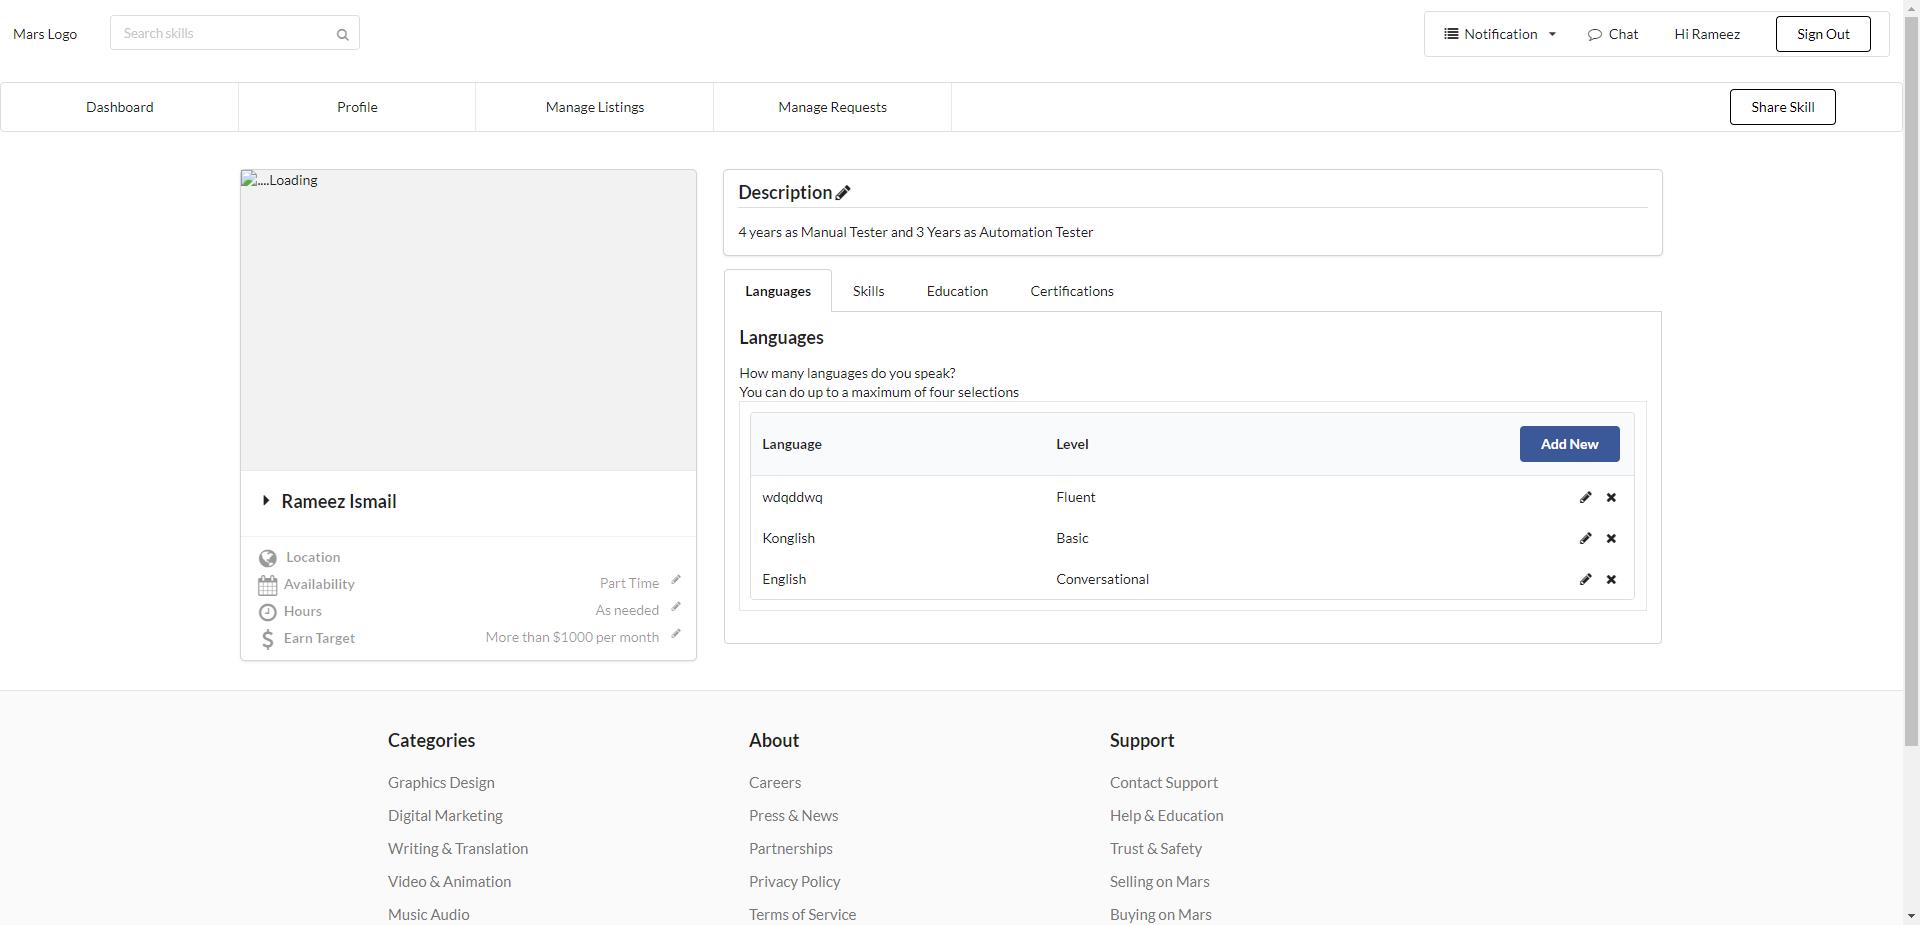 Mars Logo
Search skills
Notification
Chat
Hi Rameez
Sign Out
Dashboard
Profile
Manage Listings
Manage Requests
Share Skill
....Loading
Rameez Ismail
Location
Availability
Part Time
Hours
As needed
Earn Target
More than $1000 per month
Description
4 years as Manual Tester and 3 Years as Automation Tester
Languages
Skills
Education
Certifications
Languages
How many languages do you speak?
You can do up to a maximum of four selections
Language
Level
Add New
wdqddwq
Fluent
Konglish
Basic
English
Conversational
Categories
Graphics Design
Digital Marketing
Writing & Translation
Video & Animation
Music Audio
About
Careers
Press & News
Partnerships
Privacy Policy
Terms of Service
Support
Contact Support
Help & Education
Trust & Safety
Selling on Mars
Buying on Mars